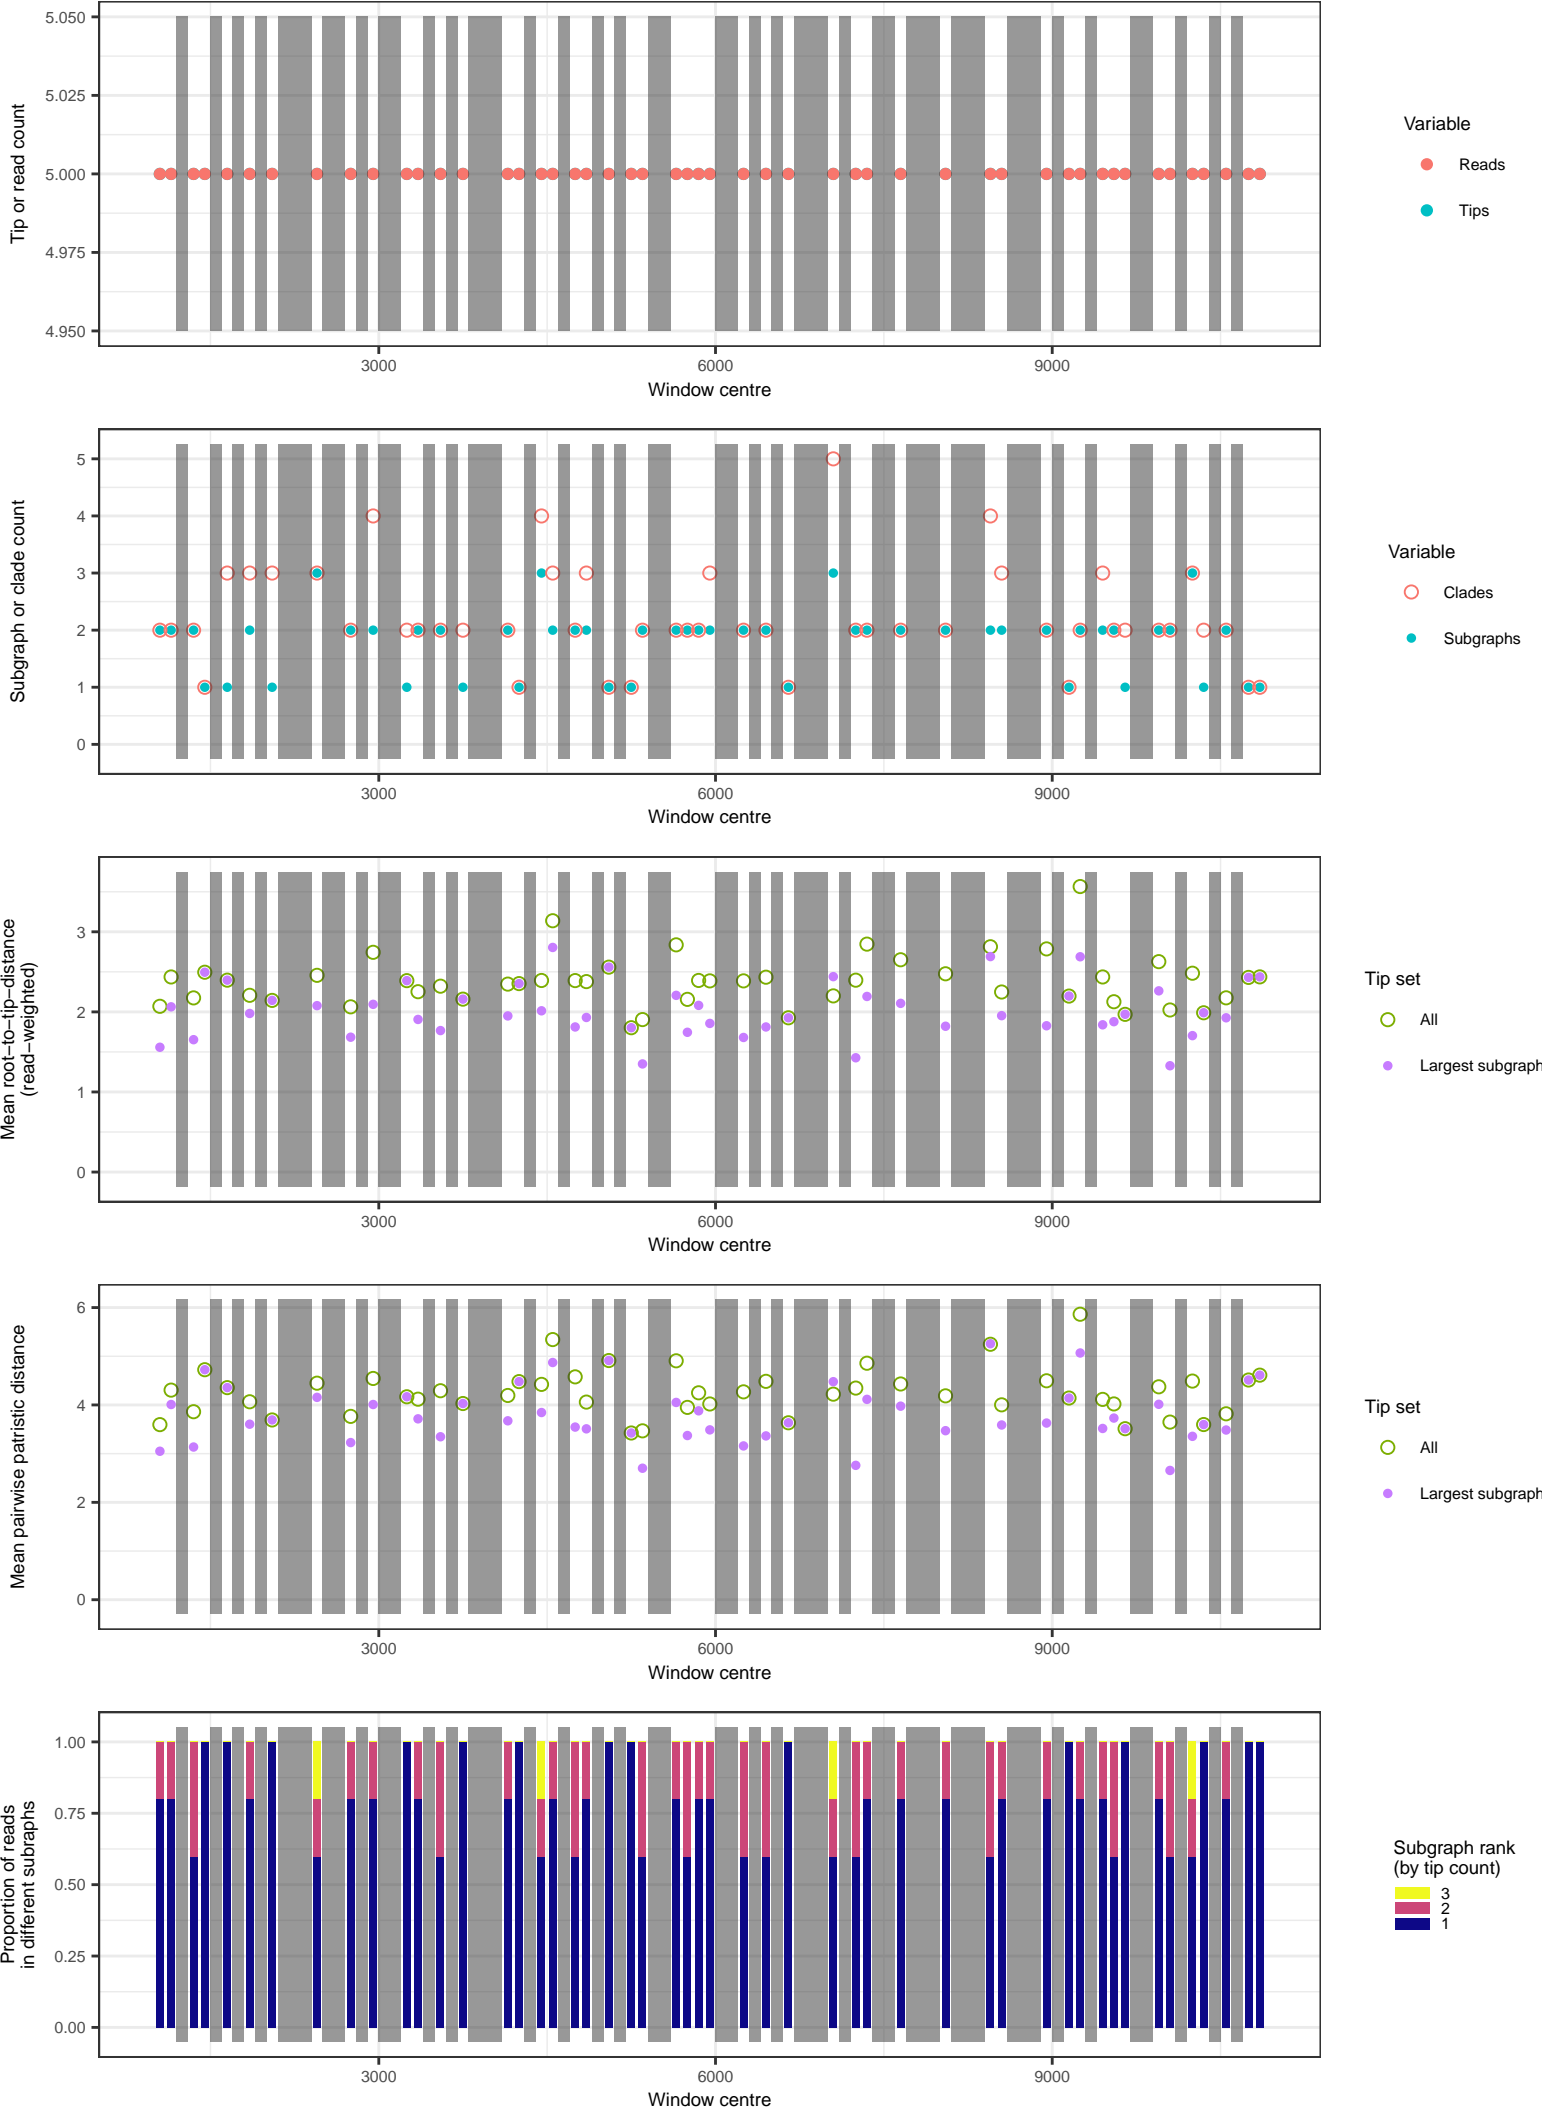 5.050
5.025
5.000
4.975
4.950
Tip or read count
3000 6000 9000
Window centre
Variable
Reads
Tips
5
4
3
2
1
0
Subgraph or clade count
3000 6000 9000
Window centre
Variable
Clades
Subgraphs
3
2
1
0
Mean root−to−tip−distance
(read−weighted)
3000 6000 9000
Window centre
Tip set
All
Largest subgraph
6
4
2
0
Mean pairwise patristic distance
3000 6000 9000
Window centre
Tip set
All
Largest subgraph
1.00
0.75
0.50
0.25
0.00
Proportion of reads
in different subraphs
3000 6000 9000
Window centre
Subgraph rank
(by tip count)
3
2
1